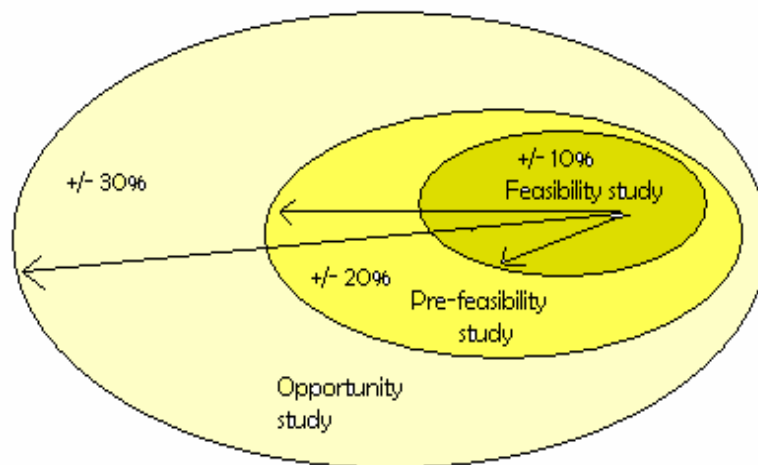 +/- 10%
Feasibility study
+/- 30%
+/- 20%
Pre-feasibility
study
Opportunity
study